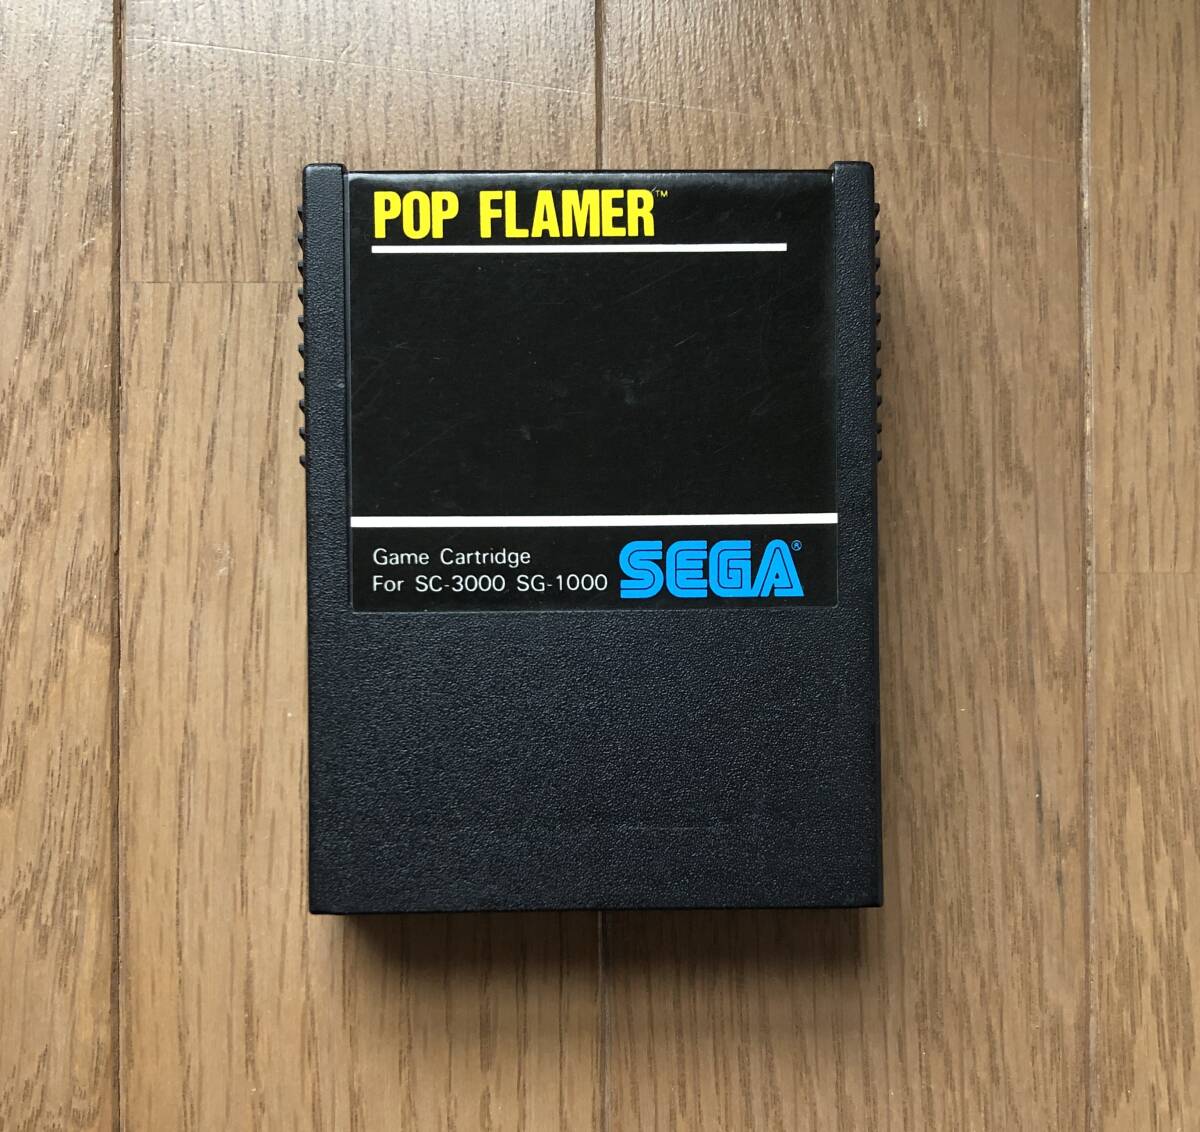 POP FLAMER™
Game Cartridge
For SC-3000 SG-1000
SEGA®